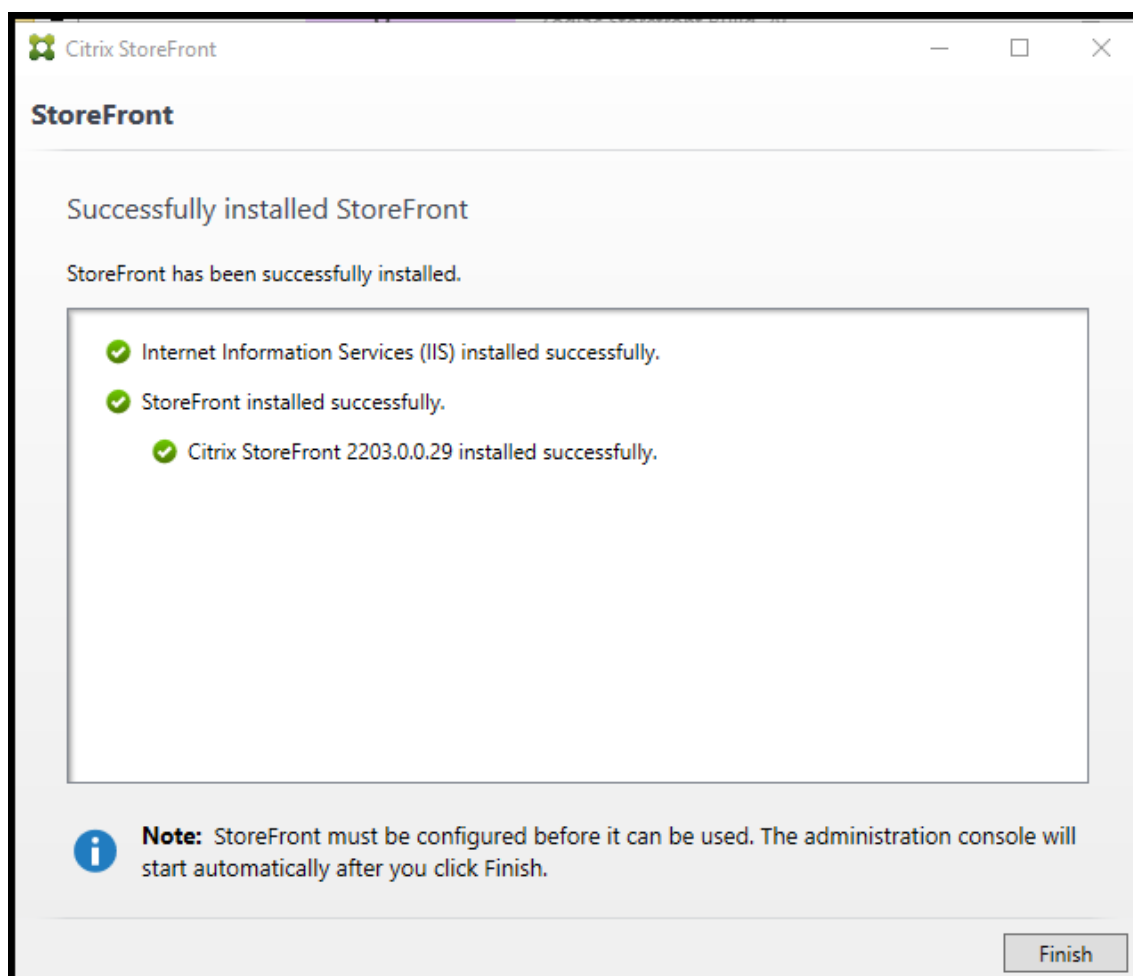 Citrix StoreFront
StoreFront
Successfully installed StoreFront
StoreFront has been successfully installed.
Internet Information Services (IIS) installed successfully.
StoreFront installed successfully.
Citrix StoreFront 2203.0.0.29 installed successfully.
Note: StoreFront must be configured before it can be used. The administration console will
start automatically after you click Finish.
Finish